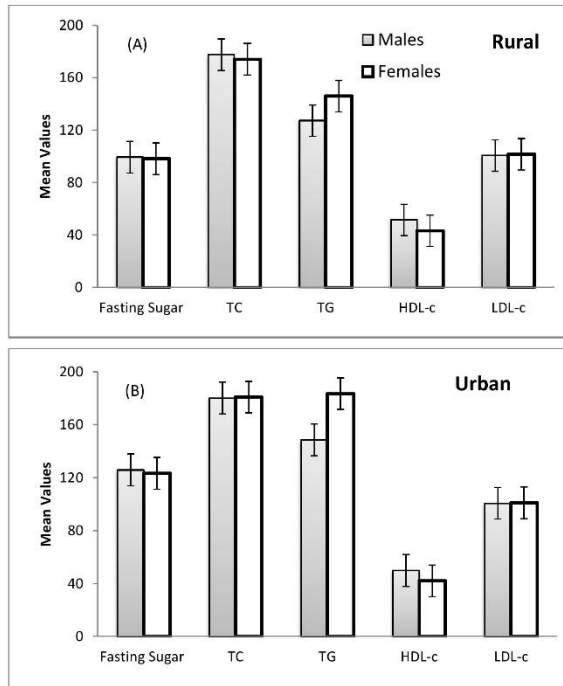 200
(A)
Males
Rural
160
Females
120
80
40
0
Mean Values
Fasting Sugar TC TG HDL-c LDL-c
200
(B)
Urban
160
120
80
40
0
Mean Values
Fasting Sugar TC TG HDL-c LDL-c